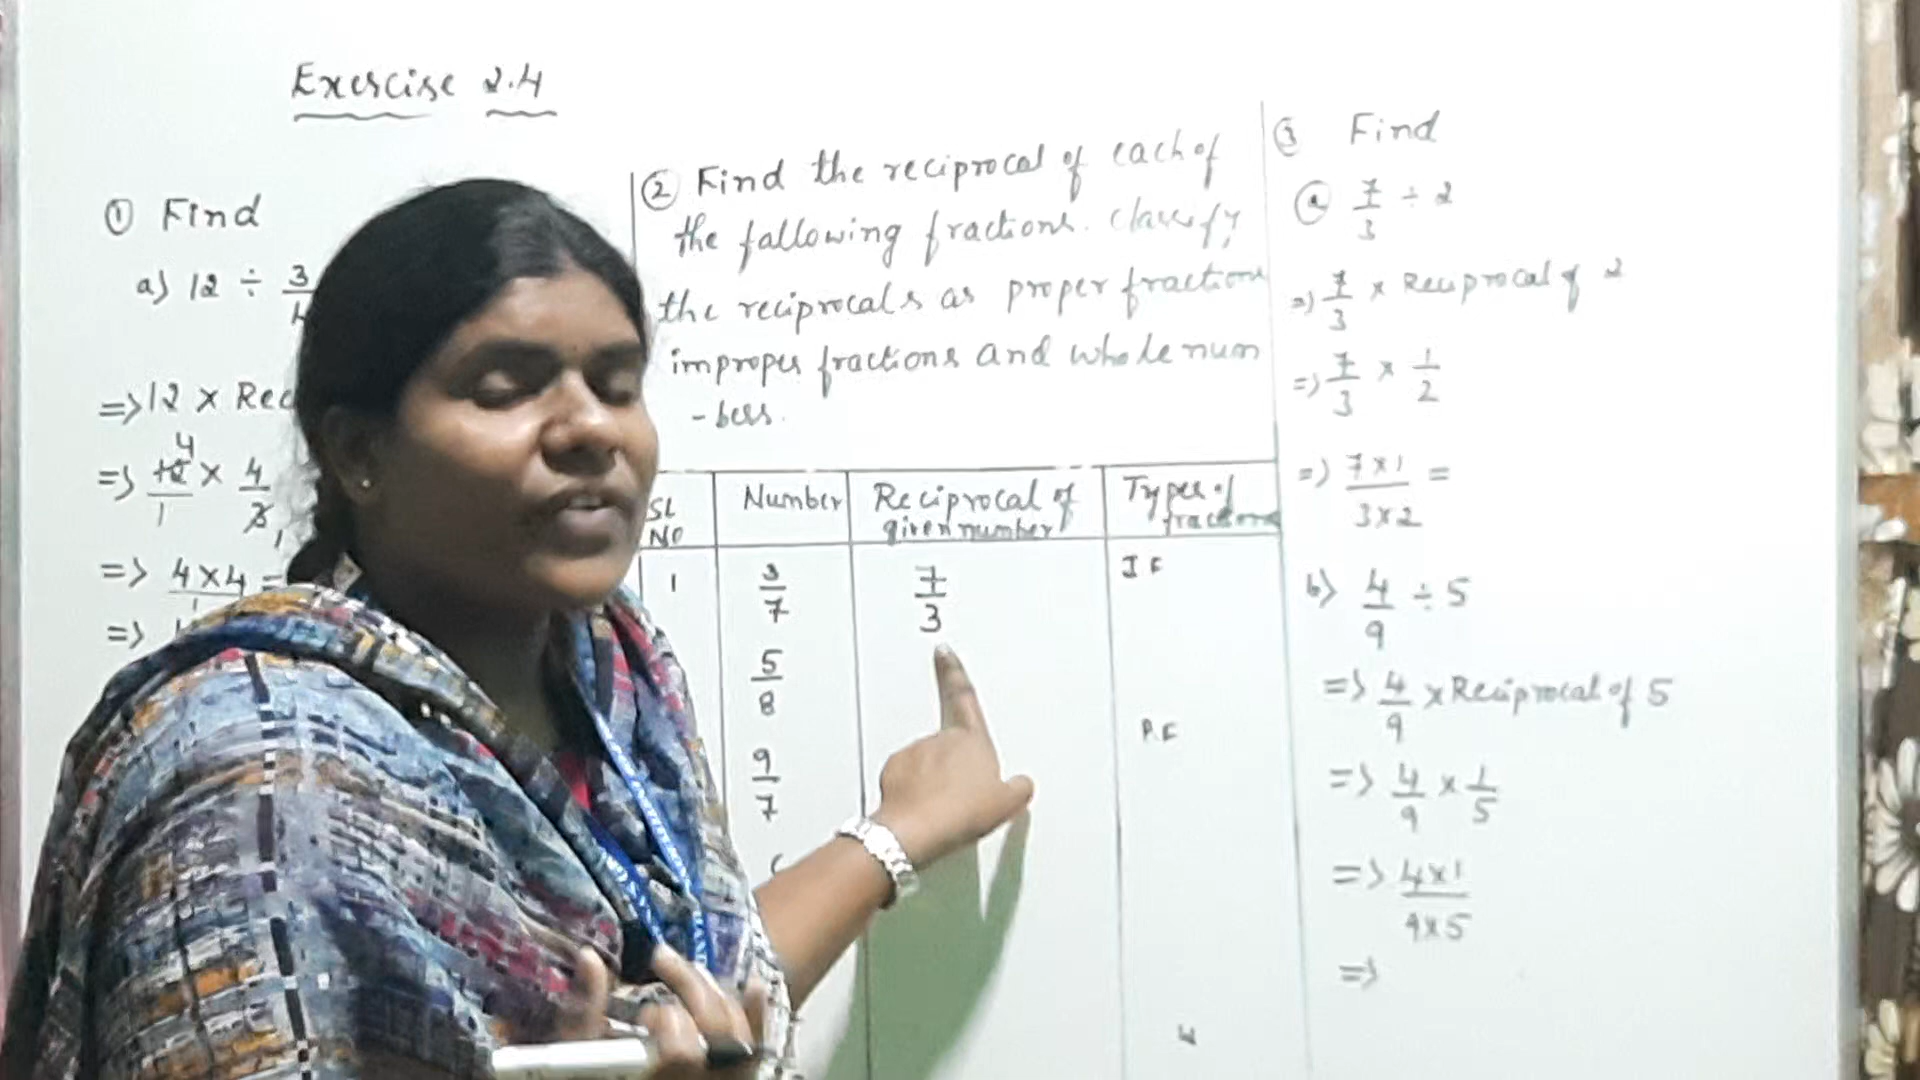 Exercise 2.4
① Find
a) 12 ÷ 3/4
=> 12 × Rec
=> 12/1 × 4/3
4
1
=> 4×4 =
=>
② Find the reciprocal of each of
the fallowing fractions. Classify
the reciprocals as proper fraction
improper fractions and whole num
-bers.
SL NO | Number | Reciprocal of given number | Types of fractions
1 | 3/7 | 7/3 | IF
5/8
P.F
9/7
W
③ Find
ⓐ 7/3 ÷ 2
=) 7/3 × Reciprocal of 2
=> 7/3 × 1/2
=) 7×1/3×2 =
b) 4/9 ÷ 5
=> 4/9 × Reciprocal of 5
=> 4/9 × 1/5
=> 4×1/9×5
=>